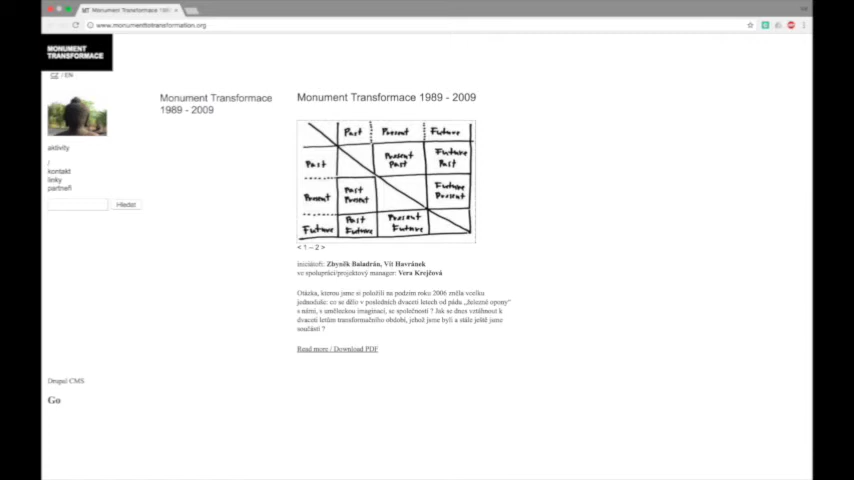 Monument Transformace 1989
www.monumenttotransformation.org
MONUMENT
TRANSFORMACE
CZ / EN
aktivity
/
kontakt
linky
partneři
Hledat
Monument Transformace
1989 - 2009
Monument Transformace 1989 - 2009
Past Present Future
Past Present Past Future Past
Present Past Present Future Present
Future Past Future Present Future
< 1 – 2 >
iniciátoři: Zbyněk Baladrán, Vít Havránek
ve spolupráci/projektový manager: Vera Krejčová
Otázka, kterou jsme si položili na podzim roku 2006 zněla vcelku
jednoduše: co se dělo v posledních dvaceti letech od pádu „železné opony"
s námi, s uměleckou imaginací, se společností ? Jak se dnes vztáhnout k
dvaceti letům transformačního období, jehož jsme byli a stále ještě jsme
součástí ?
Read more / Download PDF
Drupal CMS
Go